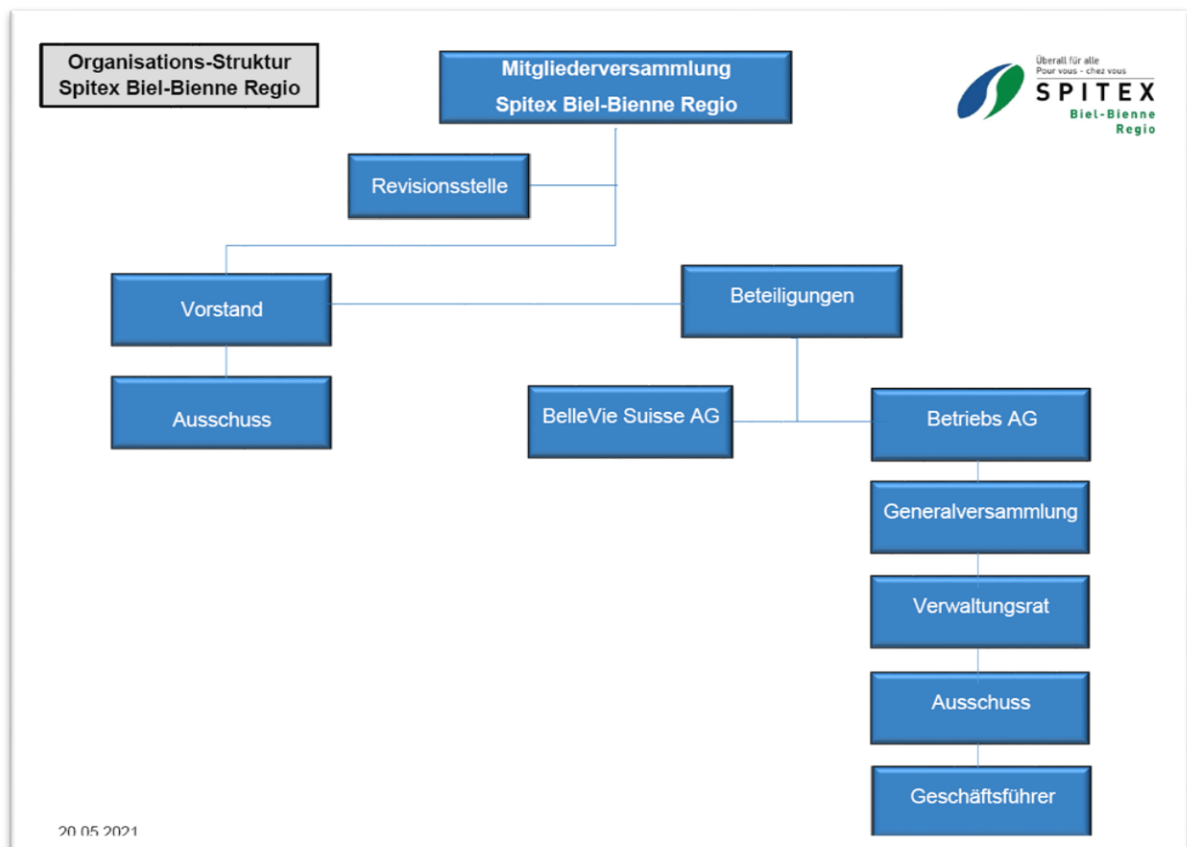 Organisations-Struktur
Spitex Biel-Bienne Regio
Mitgliederversammlung
Spitex Biel-Bienne Regio
Überall für alle
Pour vous - chez vous
SPITEX
Biel-Bienne
Regio
Revisionsstelle
Vorstand
Beteiligungen
Ausschuss
BelleVie Suisse AG
Betriebs AG
Generalversammlung
Verwaltungsrat
Ausschuss
Geschäftsführer
20.05.2021